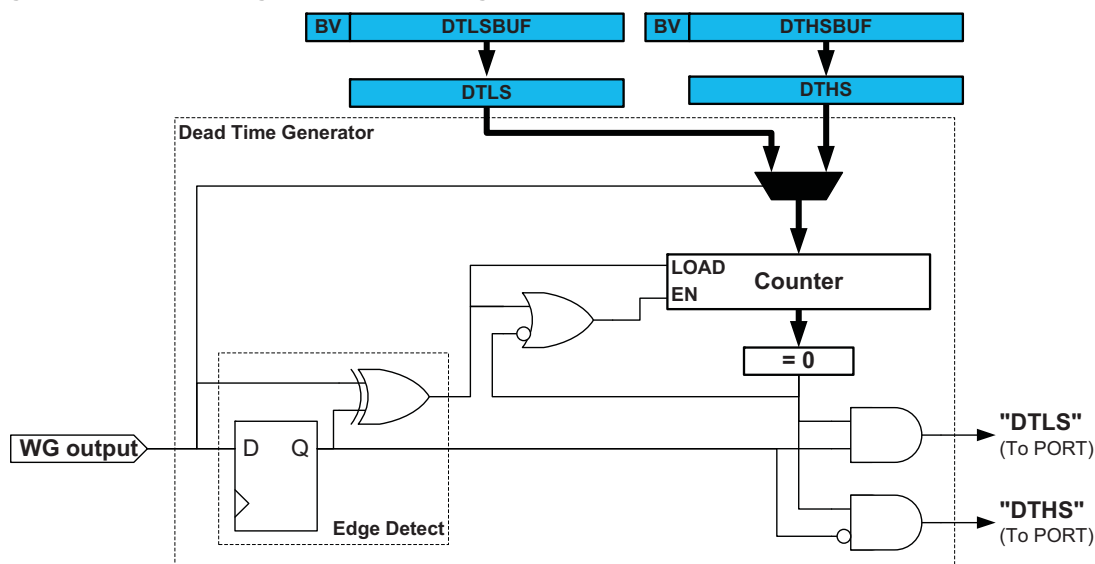 BV DTLSBUF BV DTHSBUF
DTLS DTHS
Dead Time Generator
LOAD
Counter
EN
= 0
"DTLS"
(To PORT)
WG output
D Q
"DTHS"
(To PORT)
Edge Detect